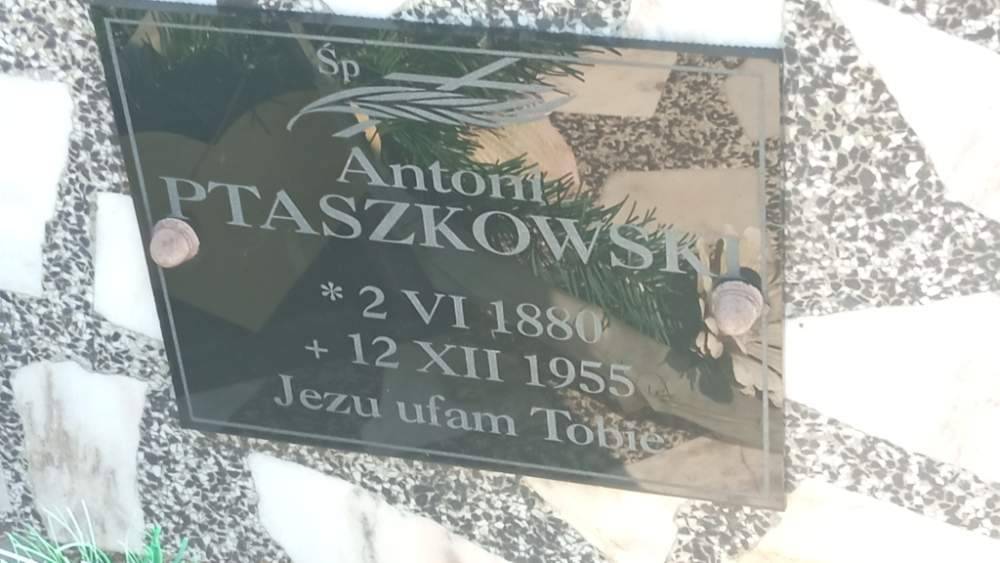 Śp
Antoni
PTASZKOWSKI
* 2 VI 1880
+ 12 XII 1955
Jezu ufam Tobie